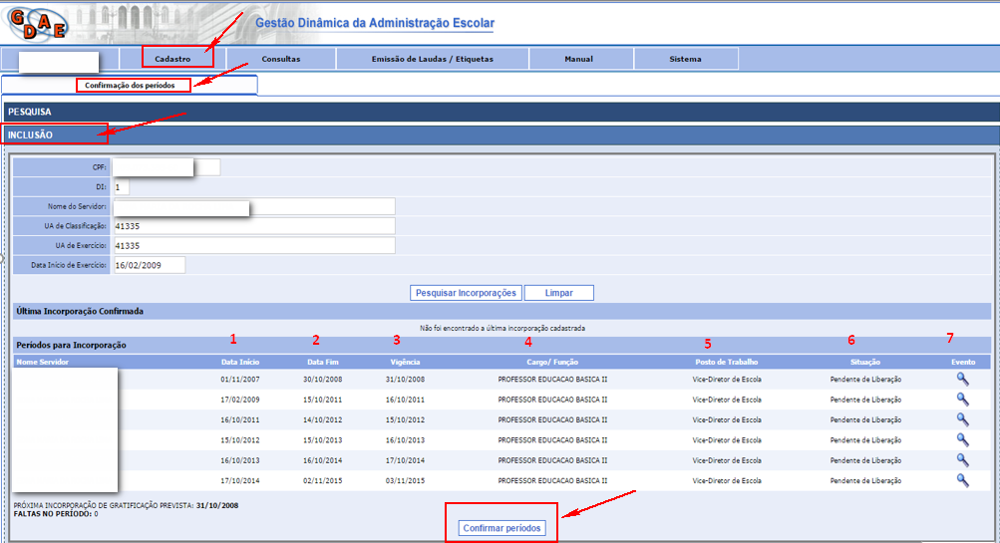 GDAE
Gestão Dinâmica da Administração Escolar
Cadastro Consultas Emissão de Laudas / Etiquetas Manual Sistema
Confirmação dos períodos
PESQUISA
INCLUSÃO
CPF:
DI: 1
Nome do Servidor:
UA de Classificação: 41335
UA de Exercício: 41335
Data Início de Exercício: 16/02/2009
Pesquisar Incorporações Limpar
Última Incorporação Confirmada
Não foi encontrado a última incorporação cadastrada
Períodos para Incorporação 1 2 3 4 5 6 7
Nome Servidor Data Início Data Fim Vigência Cargo/ Função Posto de Trabalho Situação Evento
01/11/2007 30/10/2008 31/10/2008 PROFESSOR EDUCACAO BASICA II Vice-Diretor de Escola Pendente de Liberação
17/02/2009 15/10/2011 16/10/2011 PROFESSOR EDUCACAO BASICA II Vice-Diretor de Escola Pendente de Liberação
16/10/2011 14/10/2012 15/10/2012 PROFESSOR EDUCACAO BASICA II Vice-Diretor de Escola Pendente de Liberação
15/10/2012 15/10/2013 16/10/2013 PROFESSOR EDUCACAO BASICA II Vice-Diretor de Escola Pendente de Liberação
16/10/2013 16/10/2014 17/10/2014 PROFESSOR EDUCACAO BASICA II Vice-Diretor de Escola Pendente de Liberação
17/10/2014 02/11/2015 03/11/2015 PROFESSOR EDUCACAO BASICA II Vice-Diretor de Escola Pendente de Liberação
PRÓXIMA INCORPORAÇÃO DE GRATIFICAÇÃO PREVISTA: 31/10/2008
FALTAS NO PERÍODO: 0
Confirmar períodos